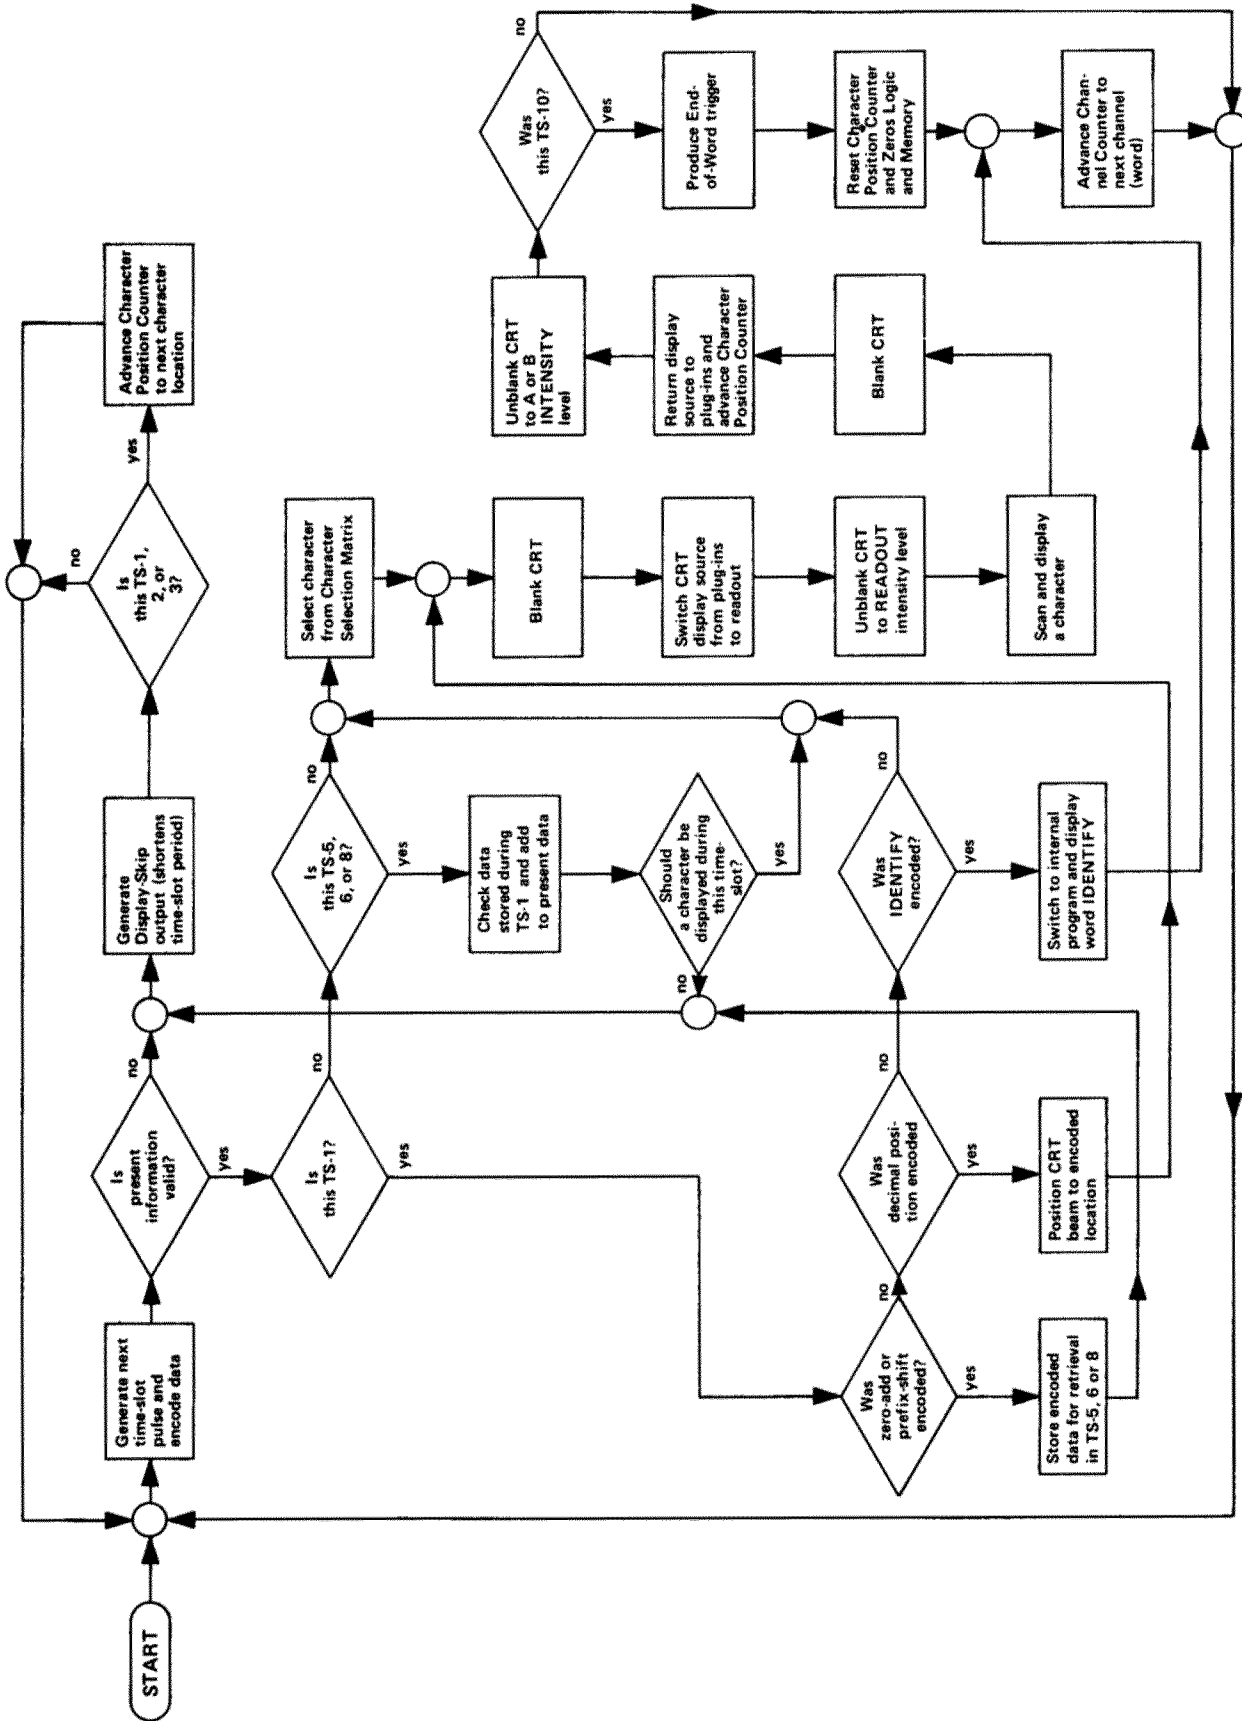 START
Generate next
time-slot
pulse and
encode data
Is
present
information
valid?
no
yes
Generate
Display-Skip
output (shortens
time-slot period)
Is
this TS-1,
2, or
3?
no
yes
Advance Character
Position Counter
to next character
location
Is
this TS-1?
no
yes
Is
this TS-5,
6, or 8?
no
yes
Select character
from Character
Selection Matrix
Check data
stored during
TS-1 and add
to present data
Should
a character be
displayed during
this time-
slot?
no
yes
Was
zero-add or
prefix-shift
encoded?
no
yes
Store encoded
data for retrieval
in TS-5, 6 or 8
Was
decimal posi-
tion encoded
no
yes
Position CRT
beam to encoded
location
Was
IDENTIFY
encoded?
no
yes
Switch to internal
program and display
word IDENTIFY
Blank CRT
Switch CRT
display source
from plug-ins
to readout
Unblank CRT
to READOUT
intensity level
Scan and display
a character
Blank CRT
Return display
source to
plug-ins and
advance Character
Position Counter
Unblank CRT
to A or B
INTENSITY
level
Was
this TS-10?
no
yes
Produce End-
of-Word trigger
Reset Character
Position Counter
and Zeros Logic
and Memory
Advance Chan-
nel Counter to
next channel
(word)